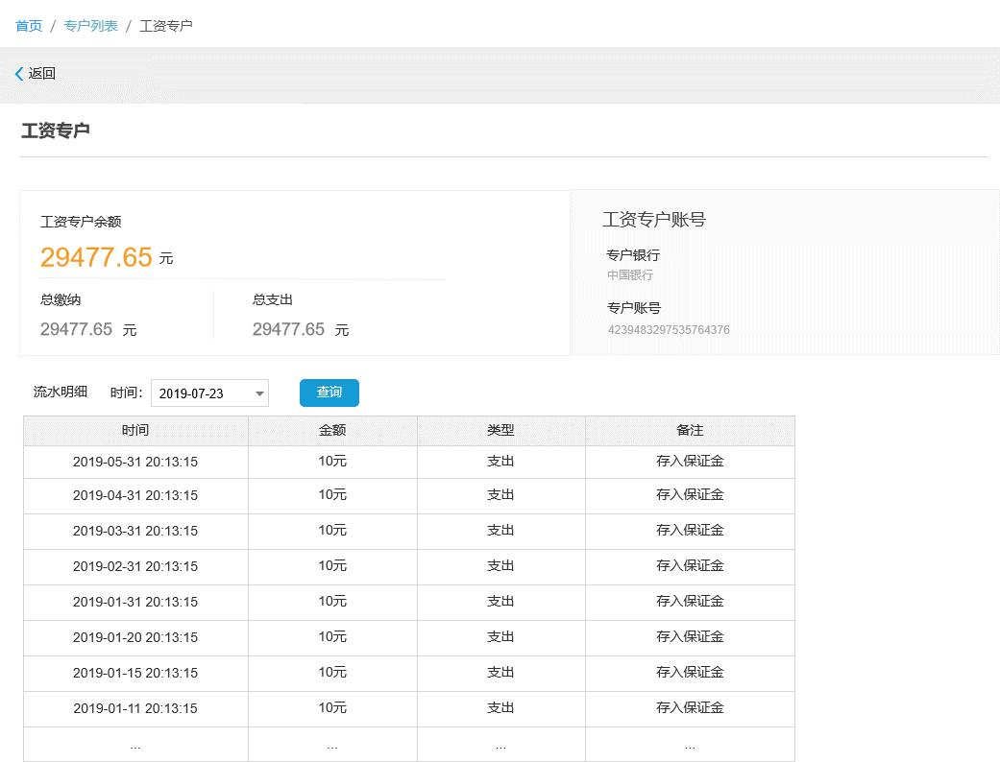 首页 / 专户列表 / 工资专户
返回
工资专户
工资专户余额
29477.65 元
总缴纳 总支出
29477.65 元 29477.65 元
工资专户账号
专户银行
中国银行
专户账号
4239483297535764376
流水明细 时间： 2019-07-23 查询
时间 金额 类型 备注
2019-05-31 20:13:15 10元 支出 存入保证金
2019-04-31 20:13:15 10元 支出 存入保证金
2019-03-31 20:13:15 10元 支出 存入保证金
2019-02-31 20:13:15 10元 支出 存入保证金
2019-01-31 20:13:15 10元 支出 存入保证金
2019-01-20 20:13:15 10元 支出 存入保证金
2019-01-15 20:13:15 10元 支出 存入保证金
2019-01-11 20:13:15 10元 支出 存入保证金
... ... ... ...